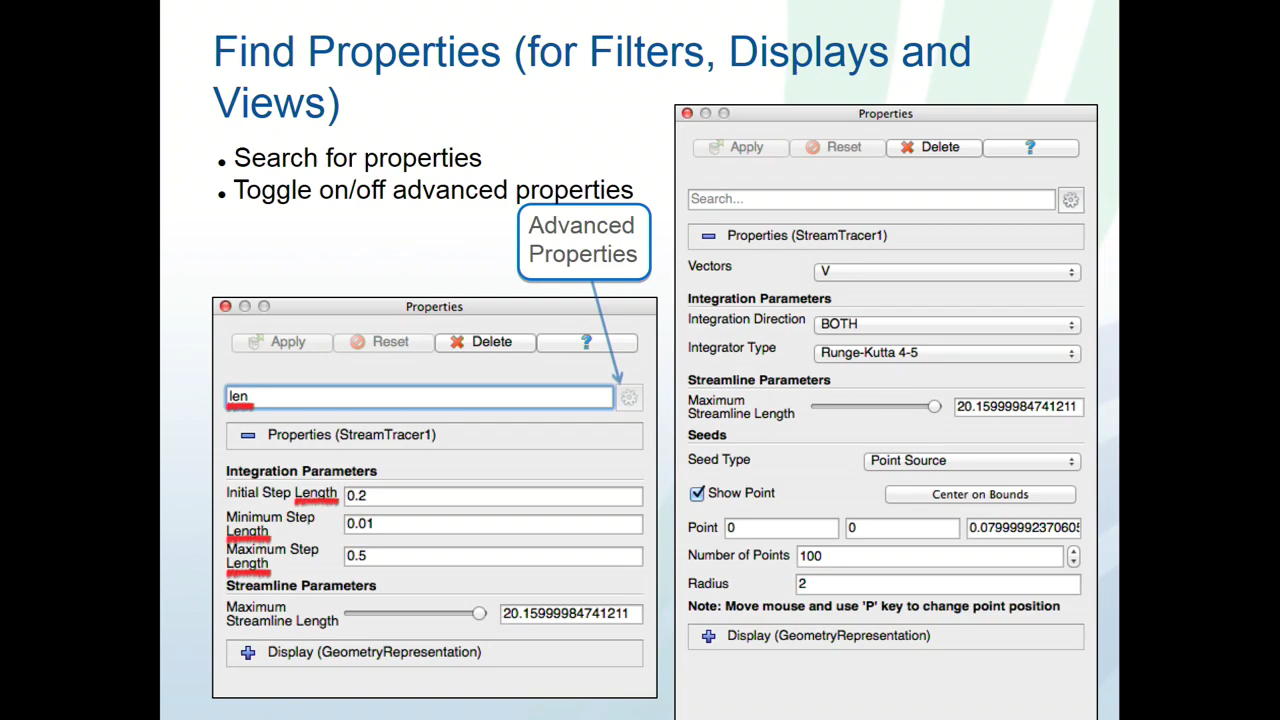 Find Properties (for Filters, Displays and
Views)
Search for properties
Toggle on/off advanced properties
Advanced
Properties
Properties
Apply
Reset
Delete
?
len
Properties (StreamTracer1)
Integration Parameters
Initial Step Length 0.2
Minimum Step
Length
0.01
Maximum Step
Length
0.5
Streamline Parameters
Maximum
Streamline Length
20.15999984741211
Display (GeometryRepresentation)
Properties
Apply
Reset
Delete
?
Search...
Properties (StreamTracer1)
Vectors V
Integration Parameters
Integration Direction BOTH
Integrator Type Runge-Kutta 4-5
Streamline Parameters
Maximum
Streamline Length
20.15999984741211
Seeds
Seed Type Point Source
Show Point Center on Bounds
Point 0 0 0.0799999237060
Number of Points 100
Radius 2
Note: Move mouse and use 'P' key to change point position
Display (GeometryRepresentation)